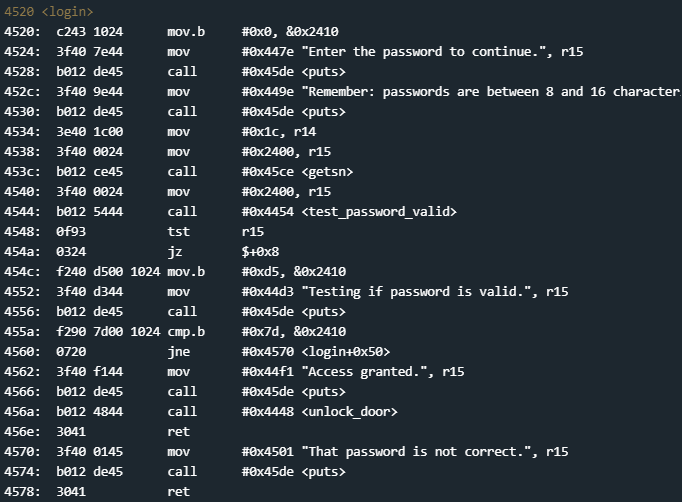 4520 <login>
4520:  c243 1024      mov.b    #0x0, &0x2410
4524:  3f40 7e44      mov      #0x447e "Enter the password to continue.", r15
4528:  b012 de45      call     #0x45de <puts>
452c:  3f40 9e44      mov      #0x449e "Remember: passwords are between 8 and 16 character
4530:  b012 de45      call     #0x45de <puts>
4534:  3e40 1c00      mov      #0x1c, r14
4538:  3f40 0024      mov      #0x2400, r15
453c:  b012 ce45      call     #0x45ce <getsn>
4540:  3f40 0024      mov      #0x2400, r15
4544:  b012 5444      call     #0x4454 <test_password_valid>
4548:  0f93           tst      r15
454a:  0324           jz       $+0x8
454c:  f240 d500 1024 mov.b    #0xd5, &0x2410
4552:  3f40 d344      mov      #0x44d3 "Testing if password is valid.", r15
4556:  b012 de45      call     #0x45de <puts>
455a:  f290 7d00 1024 cmp.b    #0x7d, &0x2410
4560:  0720           jne      #0x4570 <login+0x50>
4562:  3f40 f144      mov      #0x44f1 "Access granted.", r15
4566:  b012 de45      call     #0x45de <puts>
456a:  b012 4844      call     #0x4448 <unlock_door>
456e:  3041           ret
4570:  3f40 0145      mov      #0x4501 "That password is not correct.", r15
4574:  b012 de45      call     #0x45de <puts>
4578:  3041           ret